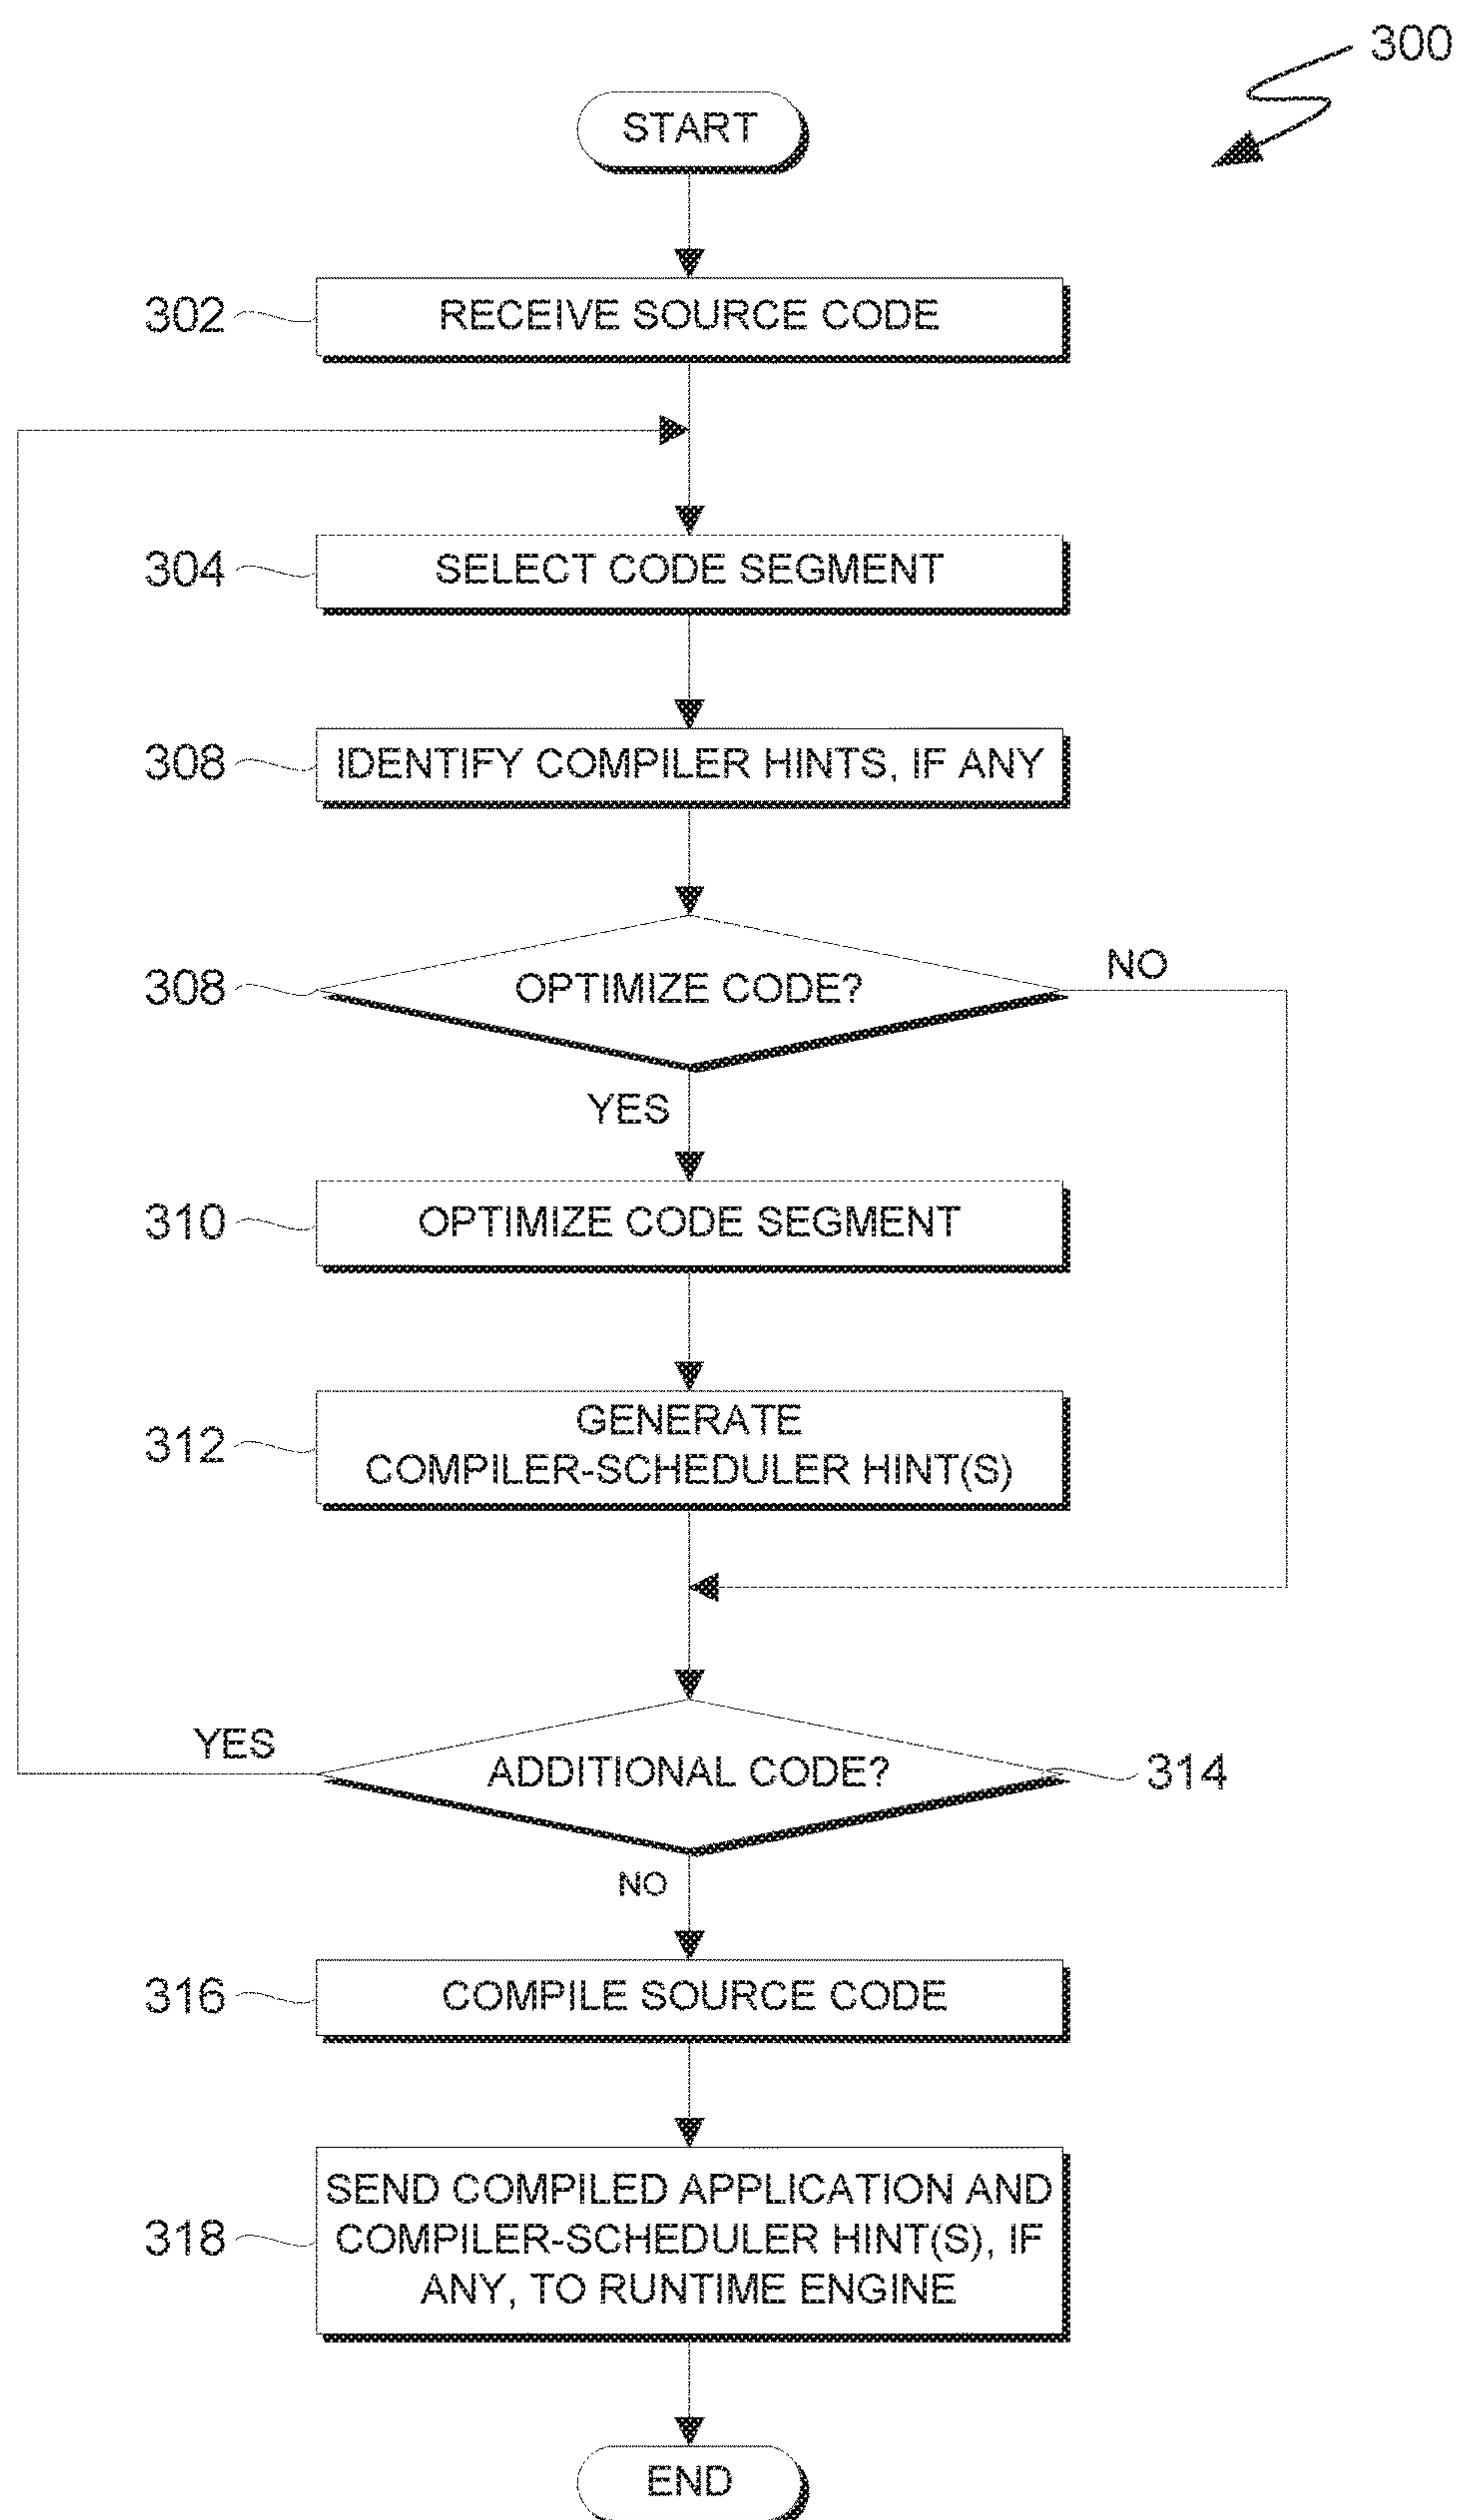 300
START
302
RECEIVE SOURCE CODE
304
SELECT CODE SEGMENT
308
IDENTIFY COMPILER HINTS, IF ANY
308
OPTIMIZE CODE?
NO
YES
310
OPTIMIZE CODE SEGMENT
312
GENERATE
COMPILER-SCHEDULER HINT(S)
YES
ADDITIONAL CODE?
314
NO
316
COMPILE SOURCE CODE
318
SEND COMPILED APPLICATION AND
COMPILER-SCHEDULER HINT(S), IF
ANY, TO RUNTIME ENGINE
END